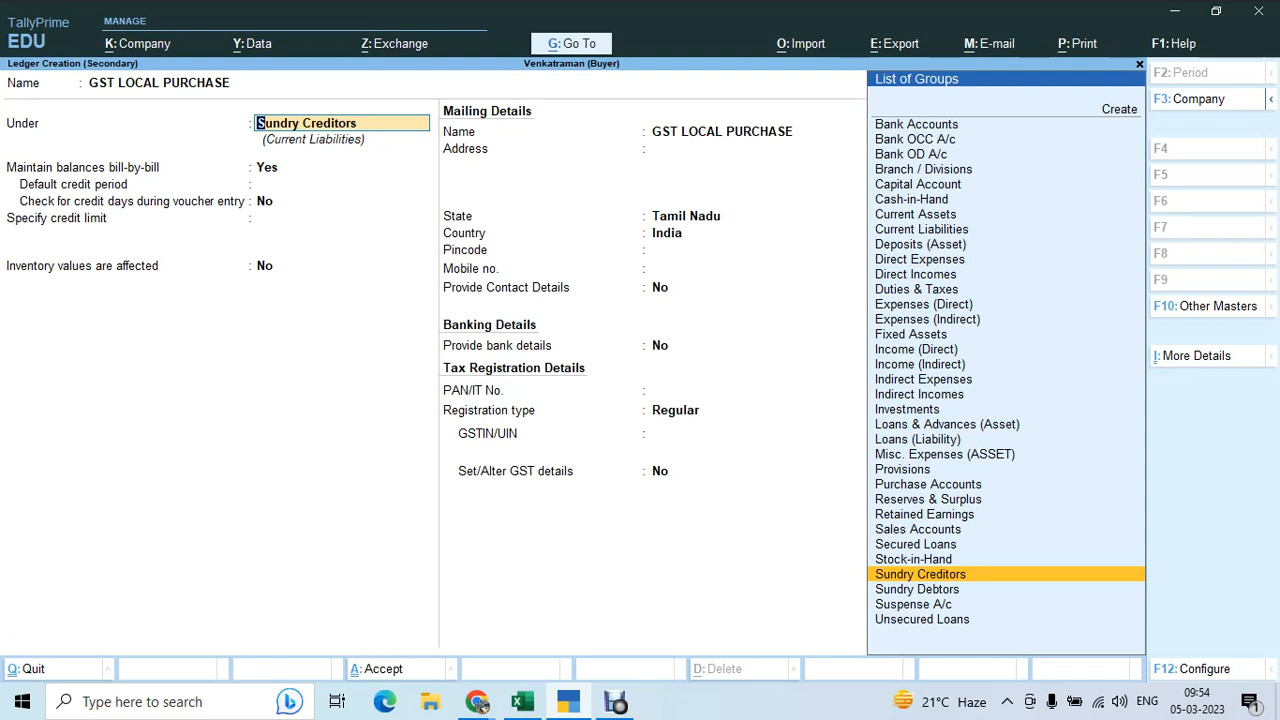 TallyPrime
EDU
MANAGE
K: Company
Y: Data
Z: Exchange
G: Go To
O: Import
E: Export
M: E-mail
P: Print
F1: Help
Ledger Creation (Secondary)
Venkatraman (Buyer)
Name : GST LOCAL PURCHASE
Under : Sundry Creditors
(Current Liabilities)
Maintain balances bill-by-bill : Yes
Default credit period :
Check for credit days during voucher entry : No
Specify credit limit :
Inventory values are affected : No
Mailing Details
Name : GST LOCAL PURCHASE
Address :
State : Tamil Nadu
Country : India
Pincode :
Mobile no. :
Provide Contact Details : No
Banking Details
Provide bank details : No
Tax Registration Details
PAN/IT No. :
Registration type : Regular
GSTIN/UIN :
Set/Alter GST details : No
List of Groups
Create
Bank Accounts
Bank OCC A/c
Bank OD A/c
Branch / Divisions
Capital Account
Cash-in-Hand
Current Assets
Current Liabilities
Deposits (Asset)
Direct Expenses
Direct Incomes
Duties & Taxes
Expenses (Direct)
Expenses (Indirect)
Fixed Assets
Income (Direct)
Income (Indirect)
Indirect Expenses
Indirect Incomes
Investments
Loans & Advances (Asset)
Loans (Liability)
Misc. Expenses (ASSET)
Provisions
Purchase Accounts
Reserves & Surplus
Retained Earnings
Sales Accounts
Secured Loans
Stock-in-Hand
Sundry Creditors
Sundry Debtors
Suspense A/c
Unsecured Loans
F2: Period
F3: Company
F4
F5
F6
F7
F8
F9
F10: Other Masters
I: More Details
Q: Quit
A: Accept
D: Delete
F12: Configure
Type here to search
21°C Haze
ENG
09:54
05-03-2023
1